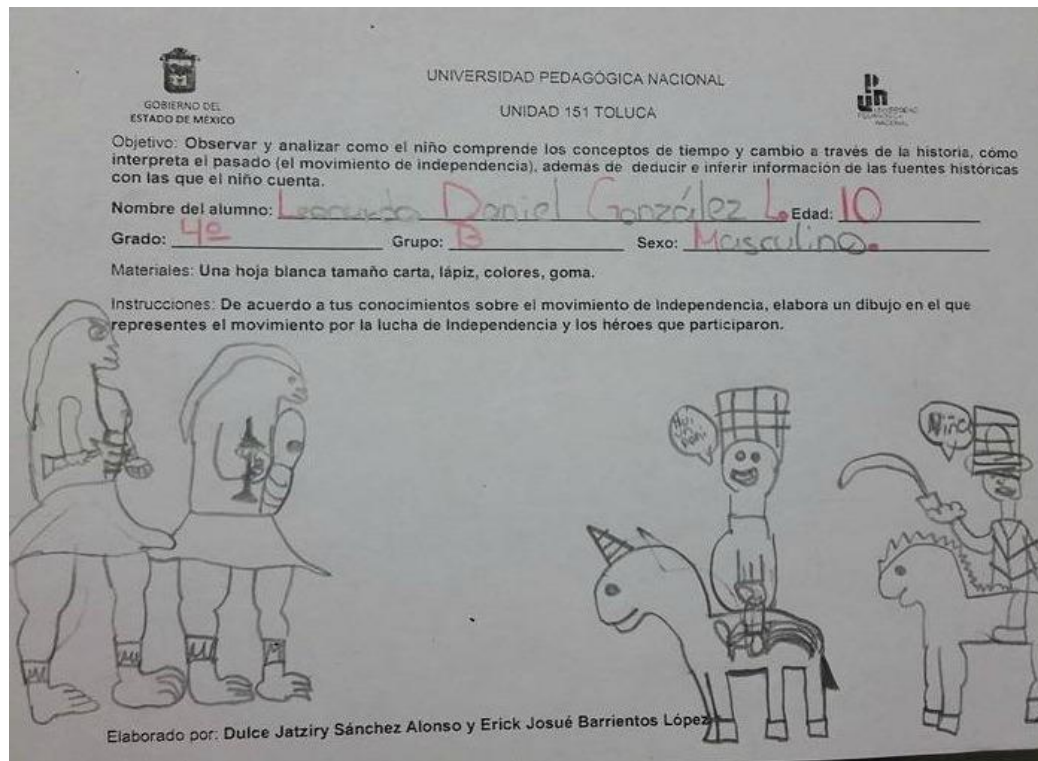 GOBIERNO DEL
ESTADO DE MÉXICO
UNIVERSIDAD PEDAGÓGICA NACIONAL
UNIDAD 151 TOLUCA
UNIVERSIDAD
PEDAGÓGICA
NACIONAL
Objetivo: Observar y analizar como el niño comprende los conceptos de tiempo y cambio a través de la historia, cómo
interpreta el pasado (el movimiento de independencia), además de deducir e inferir información de las fuentes históricas
con las que el niño cuenta.
Nombre del alumno: Daniel González L. Edad: 10
Grado: 4º Grupo: B Sexo: Masculino.
Materiales: Una hoja blanca tamaño carta, lápiz, colores, goma.
Instrucciones: De acuerdo a tus conocimientos sobre el movimiento de Independencia, elabora un dibujo en el que
representes el movimiento por la lucha de Independencia y los héroes que participaron.
Elaborado por: Dulce Jatziry Sánchez Alonso y Erick Josué Barrientos López